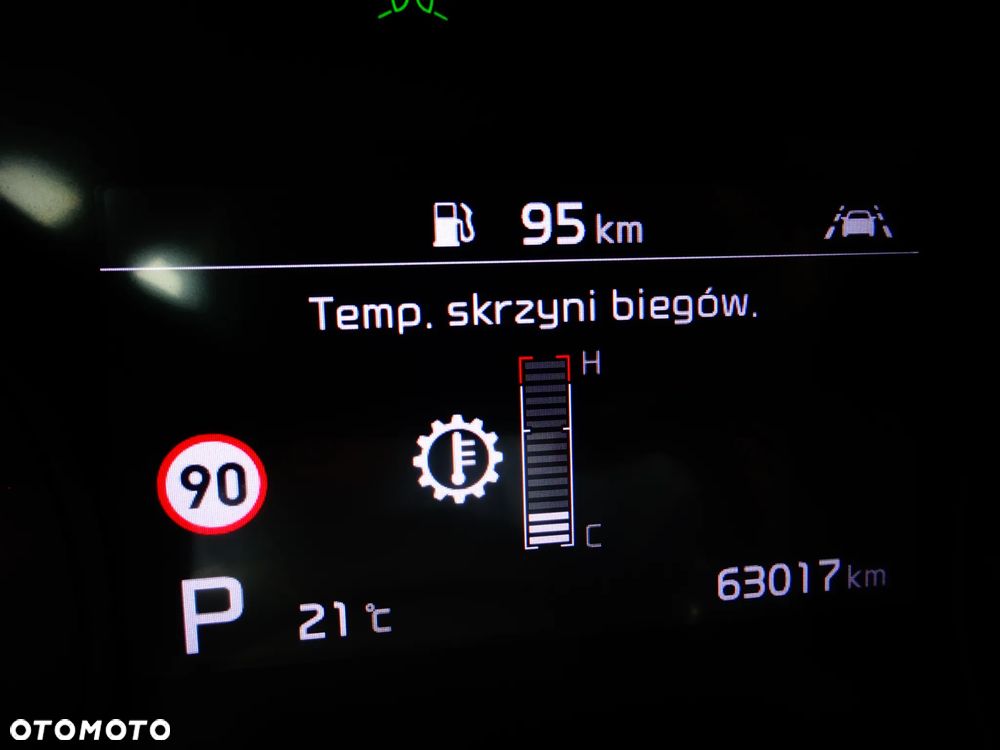 95 km
Temp. skrzyni biegów.
H
90
C
P
21 °C
63017 km
OTOMOTO